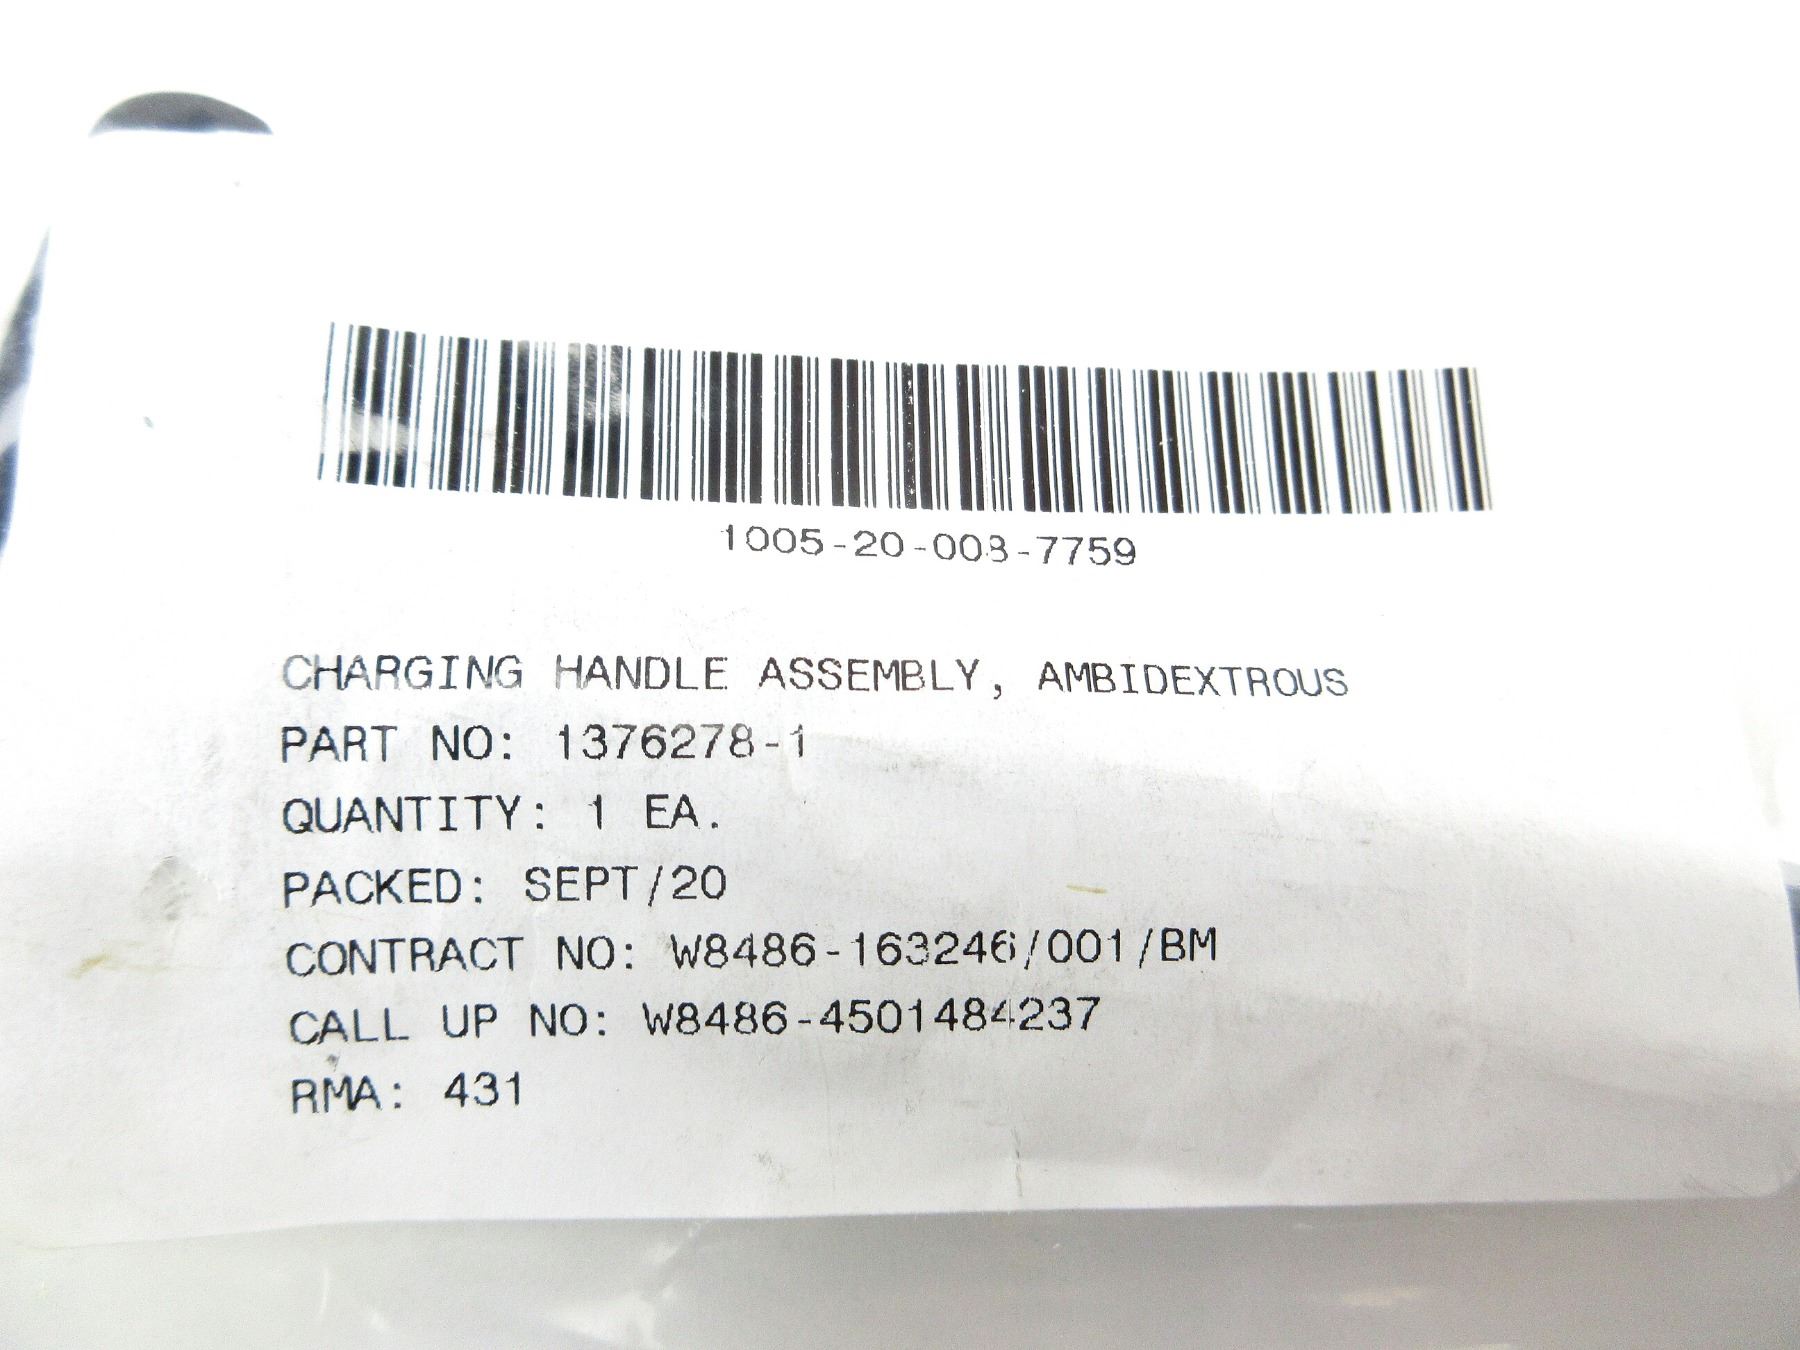 1005-20-008-7759
CHARGING HANDLE ASSEMBLY, AMBIDEXTROUS
PART NO: 1376278-1
QUANTITY: 1 EA.
PACKED: SEPT/20
CONTRACT NO: W8486-163246/001/BM
CALL UP NO: W8486-4501484237
RMA: 431